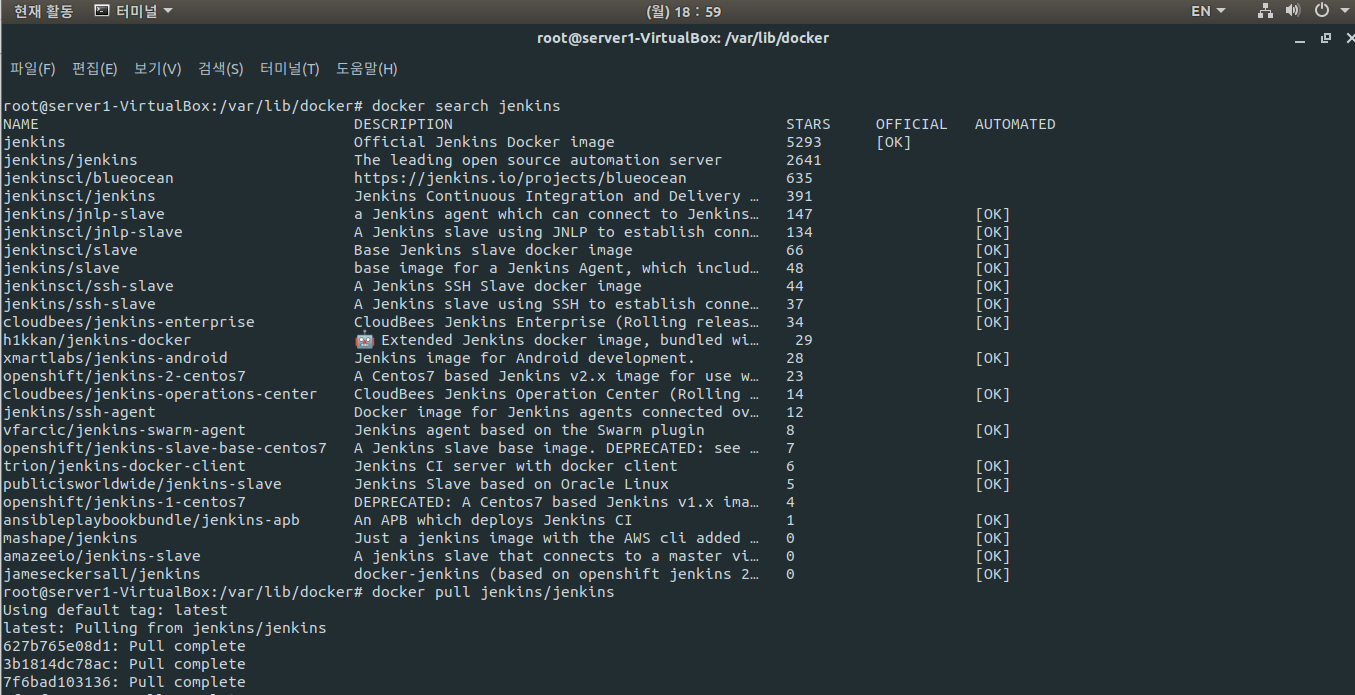 현재 활동 터미널 (월) 18 : 59 EN
root@server1-VirtualBox: /var/lib/docker
파일(F) 편집(E) 보기(V) 검색(S) 터미널(T) 도움말(H)
root@server1-VirtualBox:/var/lib/docker# docker search jenkins
NAME DESCRIPTION STARS OFFICIAL AUTOMATED
jenkins Official Jenkins Docker image 5293 [OK]
jenkins/jenkins The leading open source automation server 2641
jenkinsci/blueocean https://jenkins.io/projects/blueocean 635
jenkinsci/jenkins Jenkins Continuous Integration and Delivery … 391
jenkins/jnlp-slave a Jenkins agent which can connect to Jenkins… 147 [OK]
jenkinsci/jnlp-slave A Jenkins slave using JNLP to establish conn… 134 [OK]
jenkinsci/slave Base Jenkins slave docker image 66 [OK]
jenkins/slave base image for a Jenkins Agent, which includ… 48 [OK]
jenkinsci/ssh-slave A Jenkins SSH Slave docker image 44 [OK]
jenkins/ssh-slave A Jenkins slave using SSH to establish conne… 37 [OK]
cloudbees/jenkins-enterprise CloudBees Jenkins Enterprise (Rolling releas… 34 [OK]
h1kkan/jenkins-docker 🤖 Extended Jenkins docker image, bundled wi… 29
xmartlabs/jenkins-android Jenkins image for Android development. 28 [OK]
openshift/jenkins-2-centos7 A Centos7 based Jenkins v2.x image for use w… 23
cloudbees/jenkins-operations-center CloudBees Jenkins Operation Center (Rolling … 14 [OK]
jenkins/ssh-agent Docker image for Jenkins agents connected ov… 12
vfarcic/jenkins-swarm-agent Jenkins agent based on the Swarm plugin 8 [OK]
openshift/jenkins-slave-base-centos7 A Jenkins slave base image. DEPRECATED: see … 7
trion/jenkins-docker-client Jenkins CI server with docker client 6 [OK]
publicisworldwide/jenkins-slave Jenkins Slave based on Oracle Linux 5 [OK]
openshift/jenkins-1-centos7 DEPRECATED: A Centos7 based Jenkins v1.x ima… 4
ansibleplaybookbundle/jenkins-apb An APB which deploys Jenkins CI 1 [OK]
mashape/jenkins Just a jenkins image with the AWS cli added … 0 [OK]
amazeeio/jenkins-slave A jenkins slave that connects to a master vi… 0 [OK]
jameseckersall/jenkins docker-jenkins (based on openshift jenkins 2… 0 [OK]
root@server1-VirtualBox:/var/lib/docker# docker pull jenkins/jenkins
Using default tag: latest
latest: Pulling from jenkins/jenkins
627b765e08d1: Pull complete
3b1814dc78ac: Pull complete
7f6bad103136: Pull complete